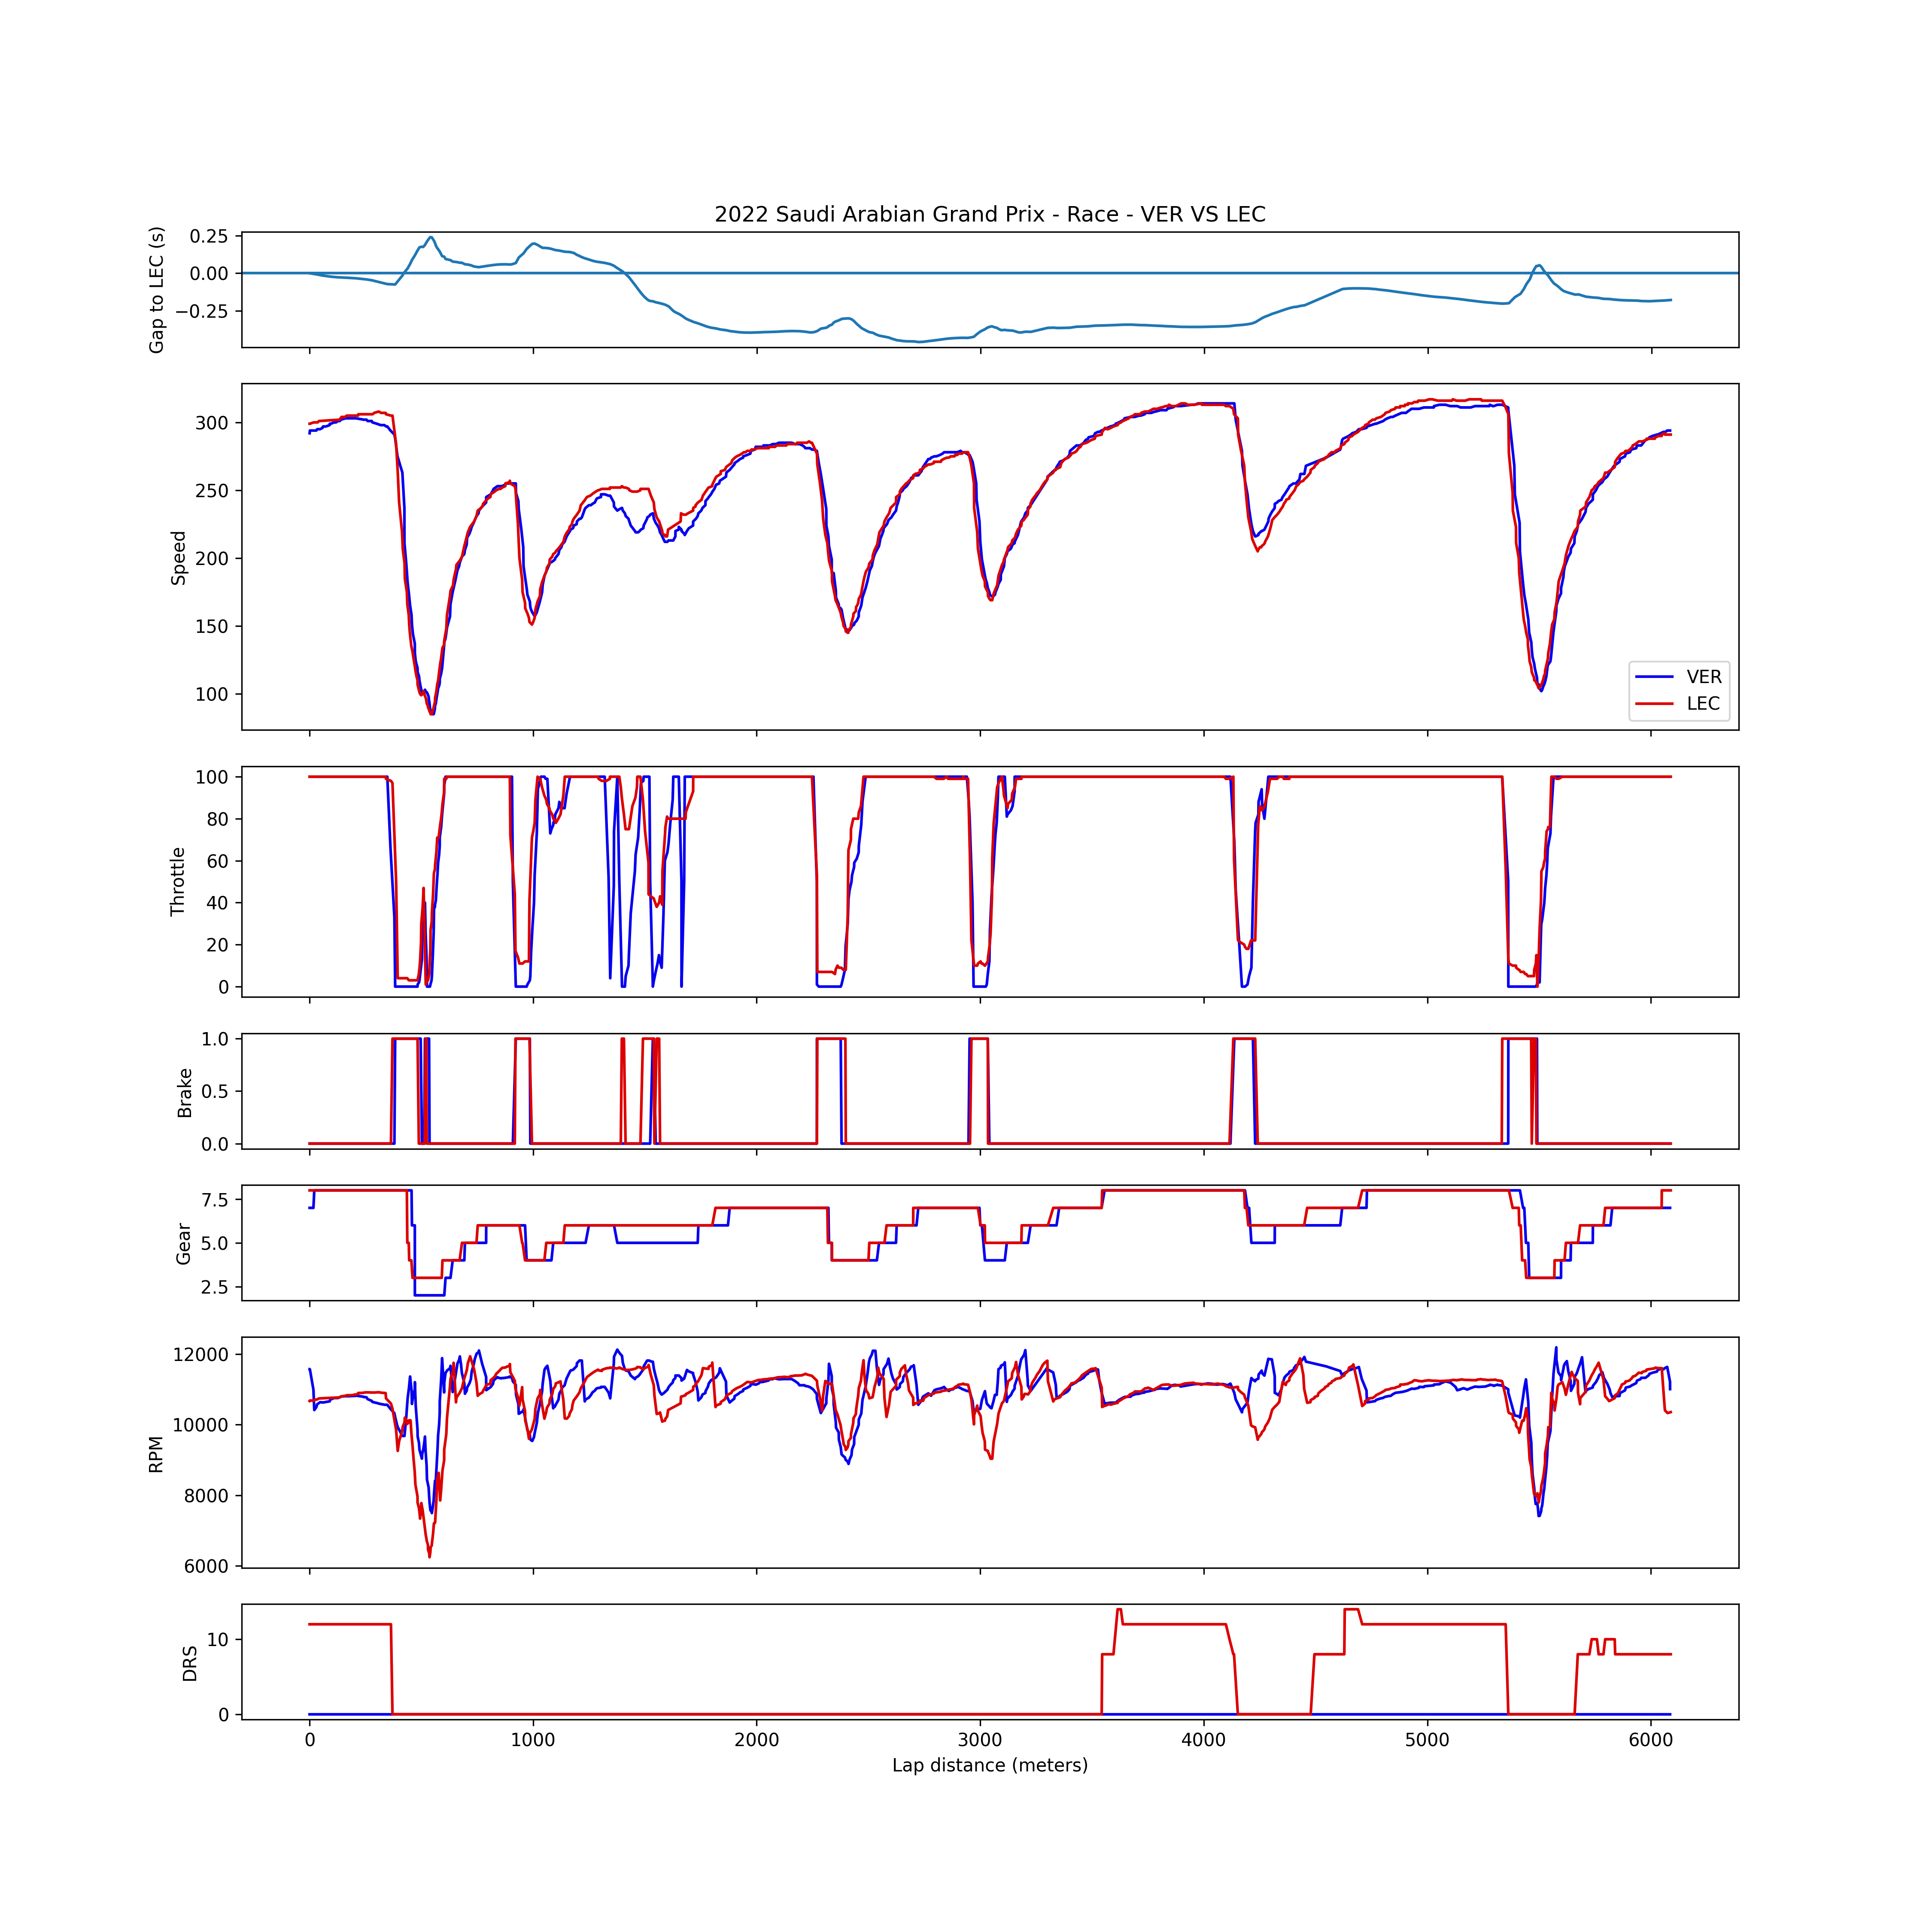 2022 Saudi Arabian Grand Prix - Race - VER VS LEC
Gap to LEC (s)
0.25
0.00
−0.25
Speed
300
250
200
150
100
VER
LEC
Throttle
100
80
60
40
20
0
Brake
1.0
0.5
0.0
Gear
7.5
5.0
2.5
RPM
12000
10000
8000
6000
DRS
10
0
0 1000 2000 3000 4000 5000 6000
Lap distance (meters)